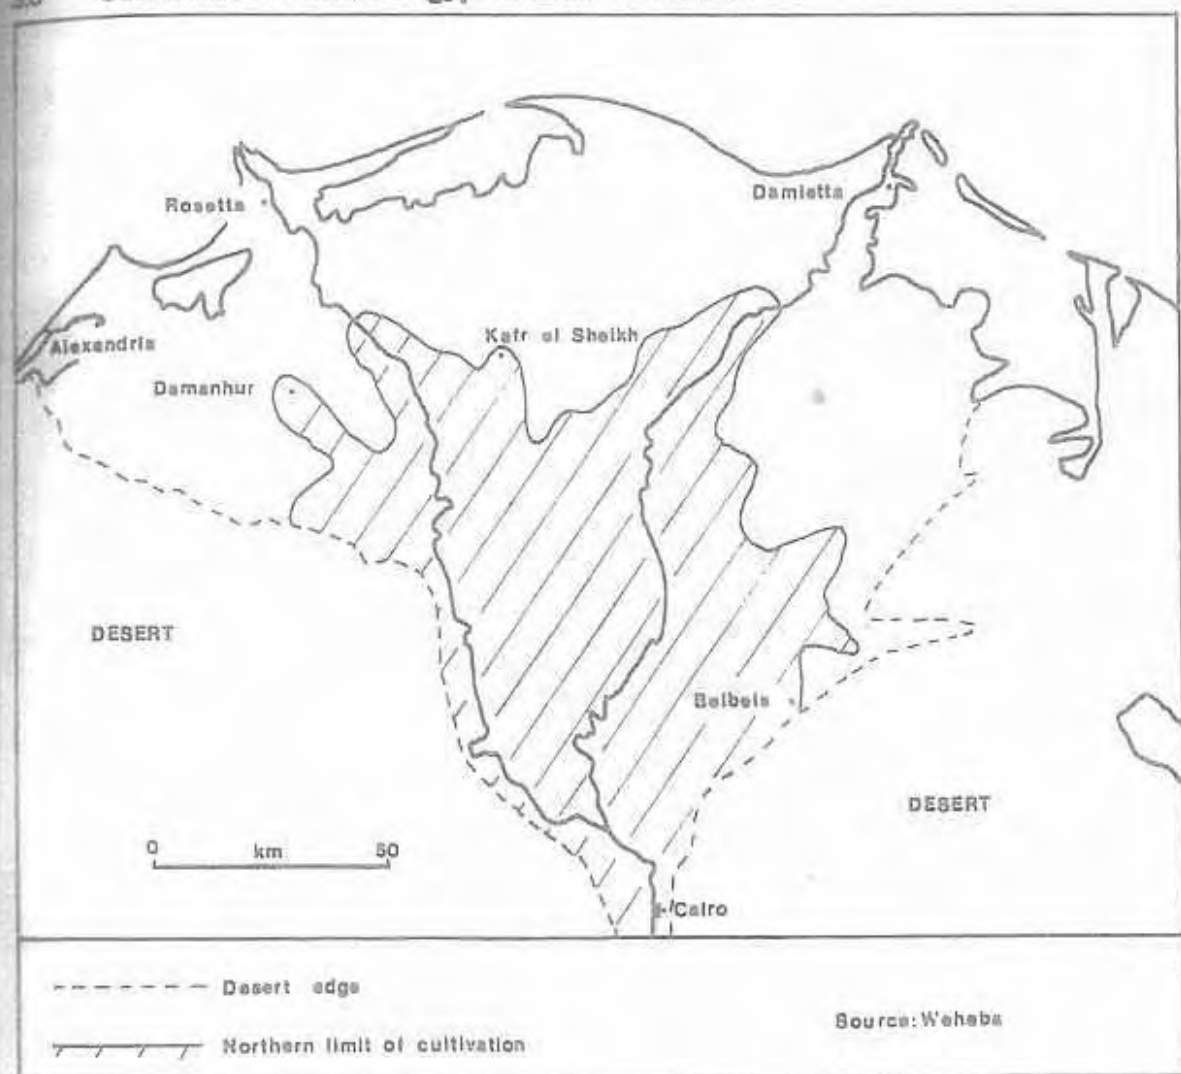 Rosetta
Damietta
Alexandria
Kafr el Sheikh
Damanhur
DESERT
Belbeis
DESERT
0 km 50
Cairo
Desert edge
Source: Weheba
Northern limit of cultivation